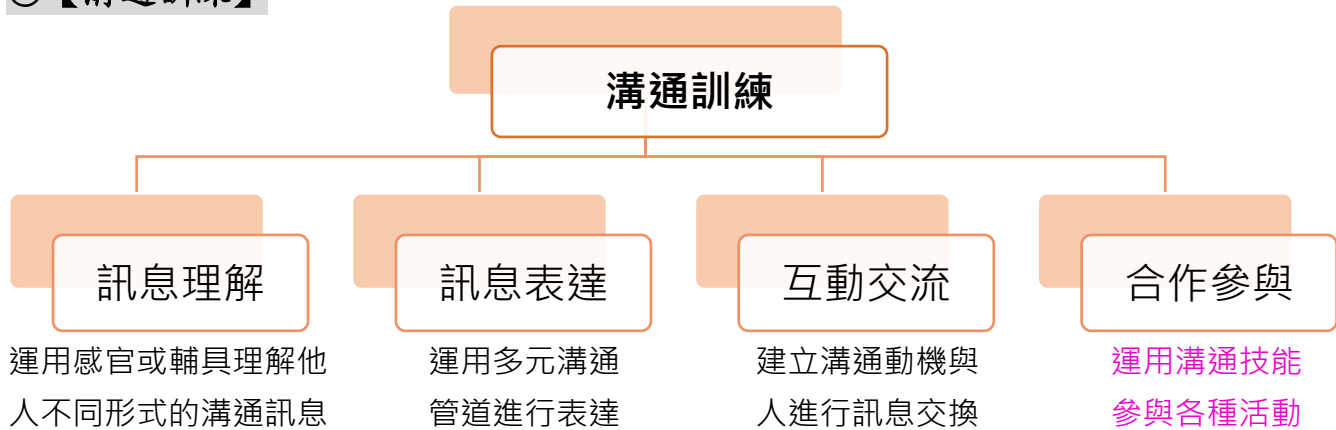 【溝通訓練】
溝通訓練
訊息理解
訊息表達
互動交流
合作參與
運用感官或輔具理解他
人不同形式的溝通訊息
運用多元溝通
管道進行表達
建立溝通動機與
人進行訊息交換
運用溝通技能
參與各種活動